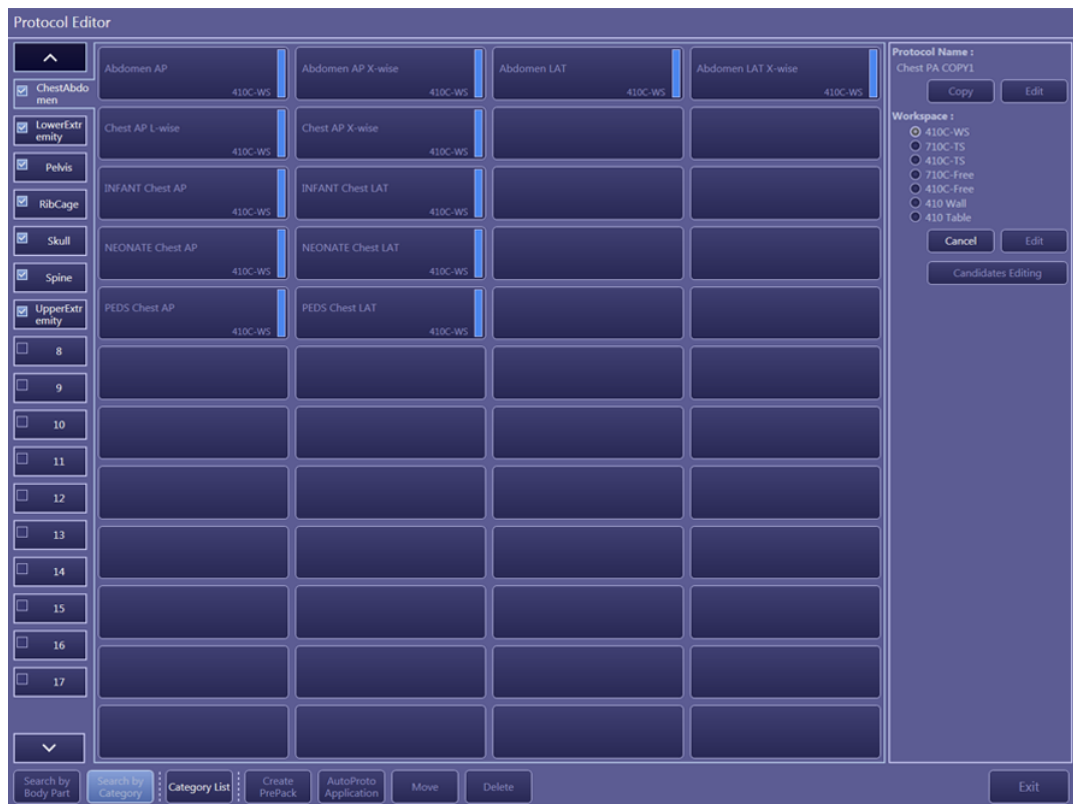 Protocol Editor
ChestAbdo
men
LowerExtr
emity
Pelvis
RibCage
Skull
Spine
UpperExtr
emity
8
9
10
11
12
13
14
15
16
17
Abdomen AP
410C-WS
Abdomen AP X-wise
410C-WS
Abdomen LAT
410C-WS
Abdomen LAT X-wise
410C-WS
Chest AP L-wise
410C-WS
Chest AP X-wise
410C-WS
INFANT Chest AP
410C-WS
INFANT Chest LAT
410C-WS
NEONATE Chest AP
410C-WS
NEONATE Chest LAT
410C-WS
PEDS Chest AP
410C-WS
PEDS Chest LAT
410C-WS
Protocol Name :
Chest PA COPY1
Copy
Edit
Workspace :
410C-WS
710C-TS
410C-TS
710C-Free
410C-Free
410 Wall
410 Table
Cancel
Edit
Candidates Editing
Search by
Body Part
Search by
Category
Category List
Create
PrePack
AutoProto
Application
Move
Delete
Exit